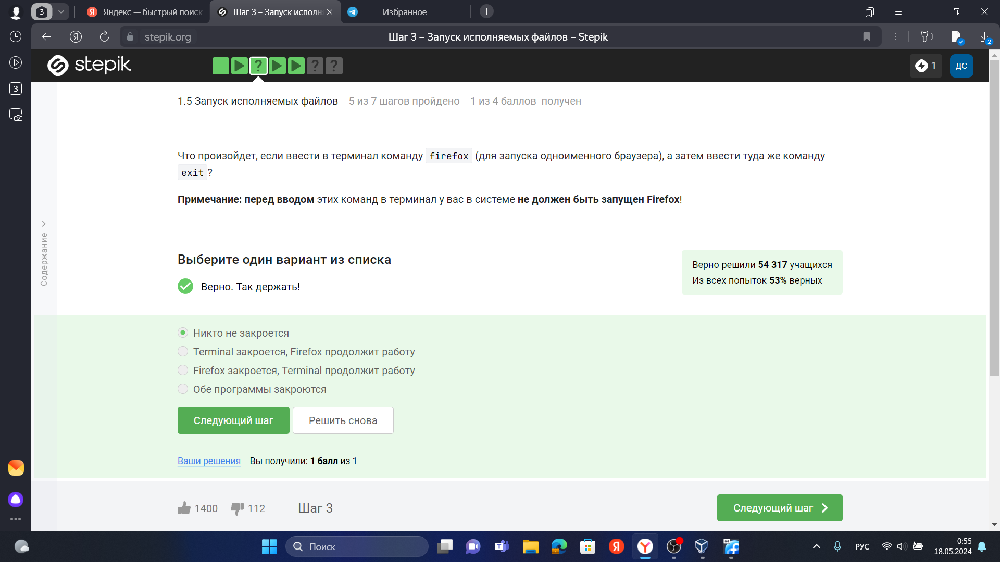 3
Яндекс — быстрый поиск
Шаг 3 – Запуск исполн
Избранное
stepik.org
Шаг 3 – Запуск исполняемых файлов – Stepik
2
3
stepik
?
?
?
1
ДС
1.5 Запуск исполняемых файлов 5 из 7 шагов пройдено 1 из 4 баллов получен
Содержание
Что произойдет, если ввести в терминал команду firefox (для запуска одноименного браузера), а затем ввести туда же команду
exit ?
Примечание: перед вводом этих команд в терминал у вас в системе не должен быть запущен Firefox!
Выберите один вариант из списка
Верно. Так держать!
Верно решили 54 317 учащихся
Из всех попыток 53% верных
Никто не закроется
Terminal закроется, Firefox продолжит работу
Firefox закроется, Terminal продолжит работу
Обе программы закроются
Следующий шаг
Решить снова
Ваши решения Вы получили: 1 балл из 1
1400
112
Шаг 3
Следующий шаг
Поиск
64
РУС
0:55
18.05.2024